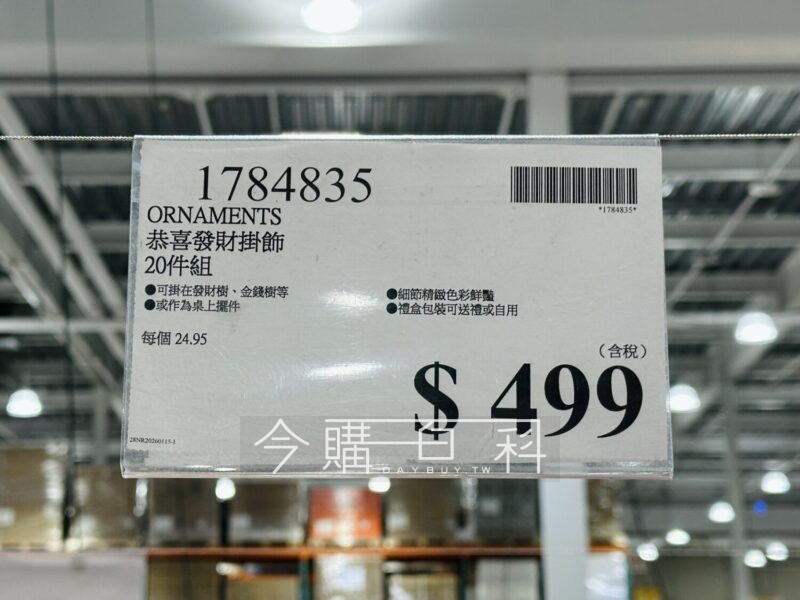 1784835
*1784835*
ORNAMENTS
恭喜發財掛飾
20件組
●可掛在發財樹、金錢樹等
●或作為桌上擺件
●細節精緻色彩鮮豔
●禮盒包裝可送禮或自用
每個 24.95
(含稅)
$ 499
28NR20260115-1
今購百科
DAYBUY.TW